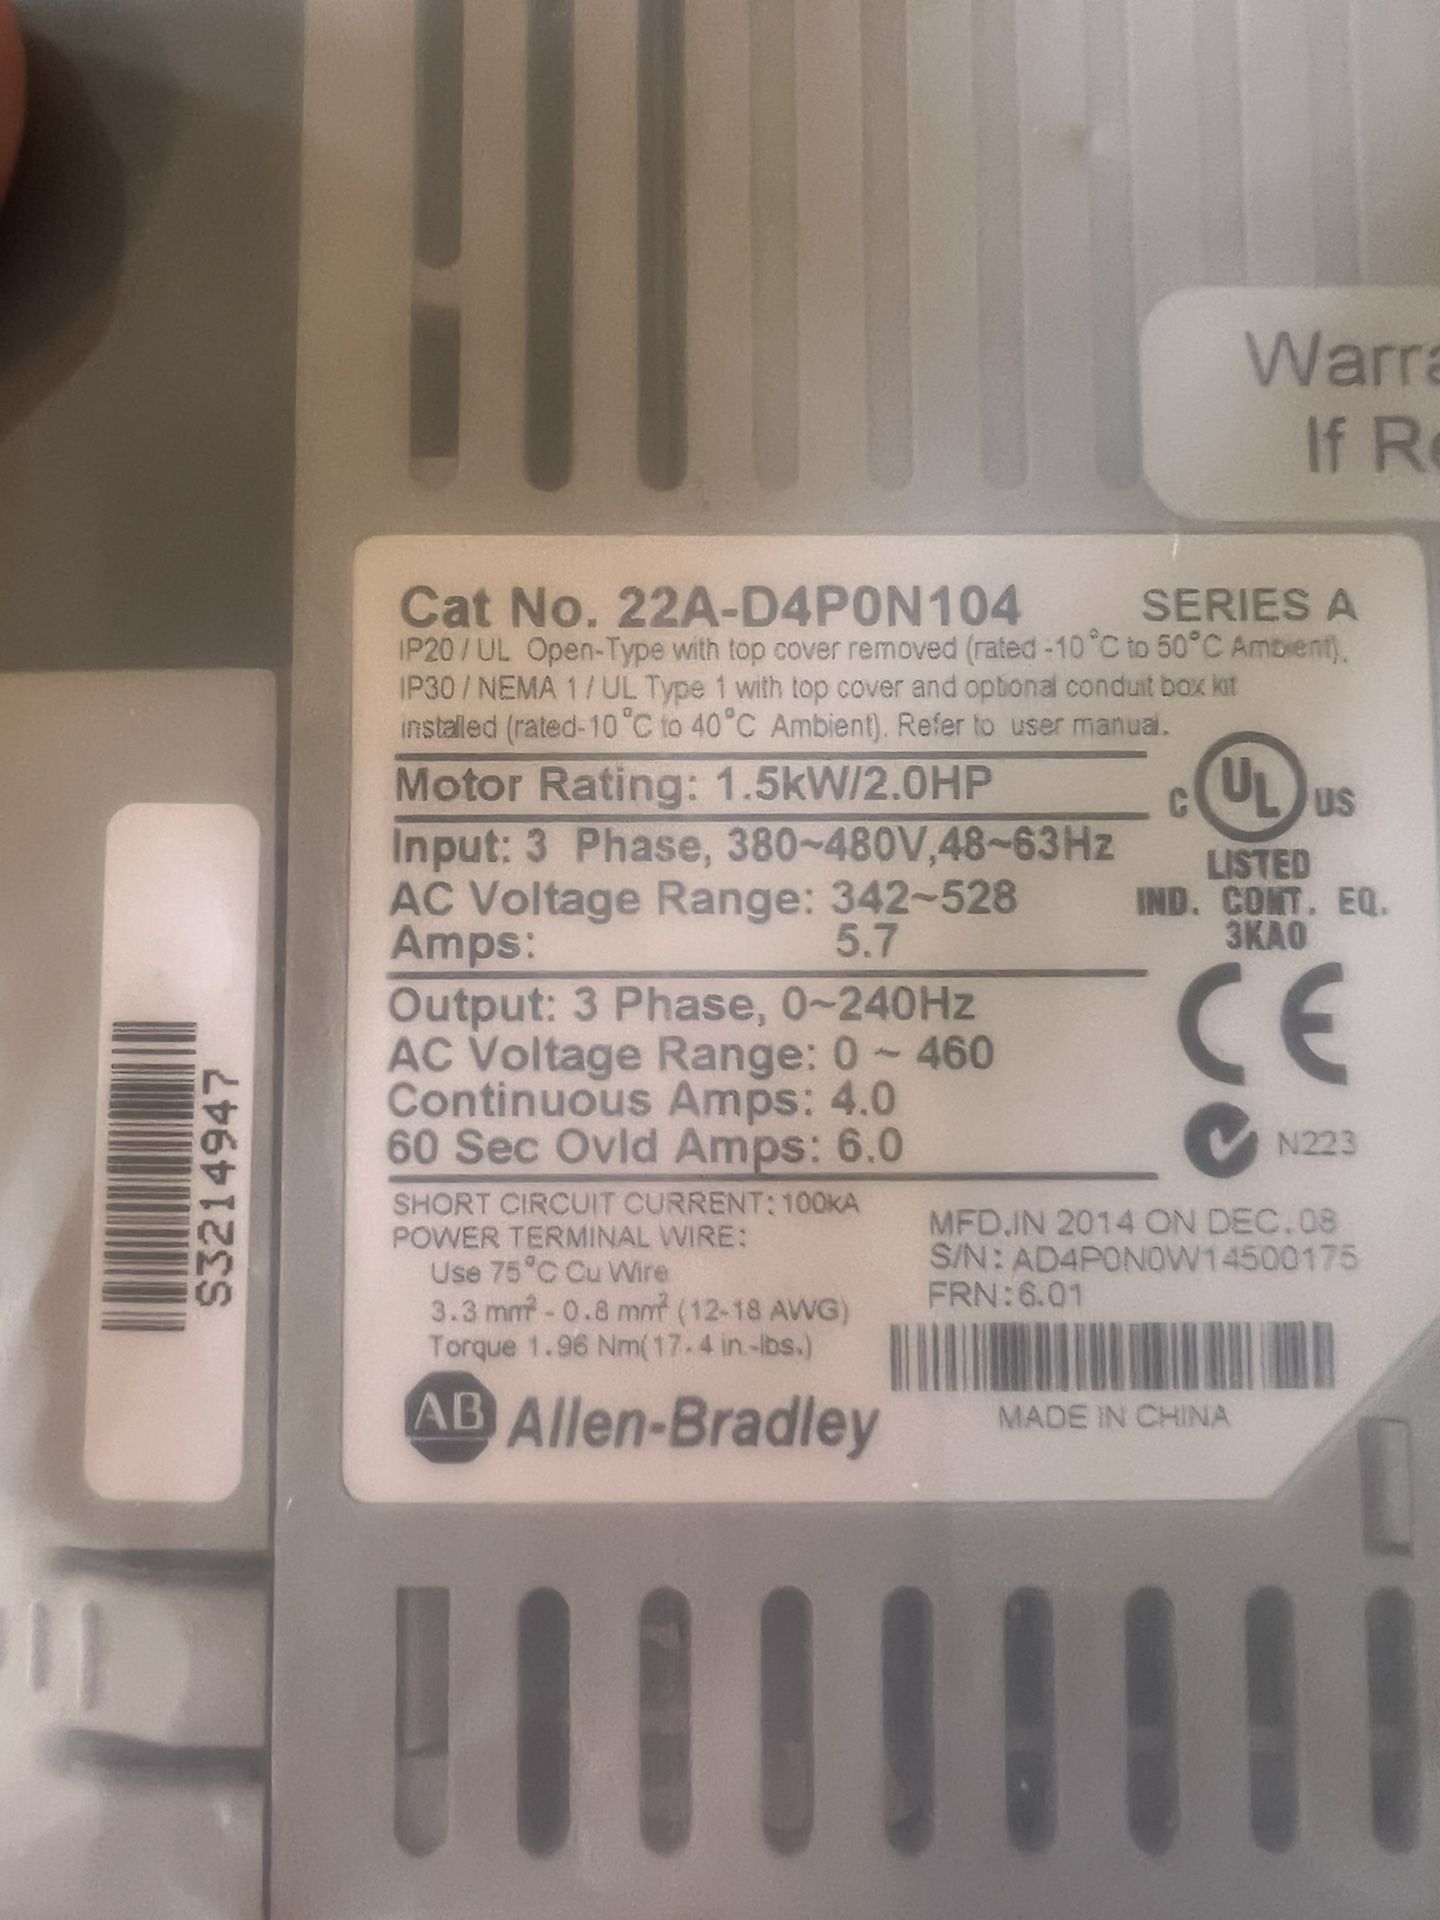 Warra
If Re
Cat No. 22A-D4P0N104 SERIES A
IP20 / UL Open-Type with top cover removed (rated -10°C to 50°C Ambient).
IP30 / NEMA 1 / UL Type 1 with top cover and optional conduit box kit
installed (rated-10°C to 40°C Ambient). Refer to user manual.
Motor Rating: 1.5kW/2.0HP
Input: 3 Phase, 380~480V,48~63Hz
AC Voltage Range: 342~528
Amps: 5.7
C UL US
LISTED
IND. CONT. EQ.
3KA0
CE
N223
Output: 3 Phase, 0~240Hz
AC Voltage Range: 0 ~ 460
Continuous Amps: 4.0
60 Sec Ovld Amps: 6.0
SHORT CIRCUIT CURRENT: 100kA
POWER TERMINAL WIRE:
Use 75°C Cu Wire
3.3 mm² - 0.8 mm² (12-18 AWG)
Torque 1.96 Nm(17.4 in.-lbs.)
MFD.IN 2014 ON DEC.08
S/N: AD4P0N0W14500175
FRN:6.01
MADE IN CHINA
AB Allen-Bradley
S3214947